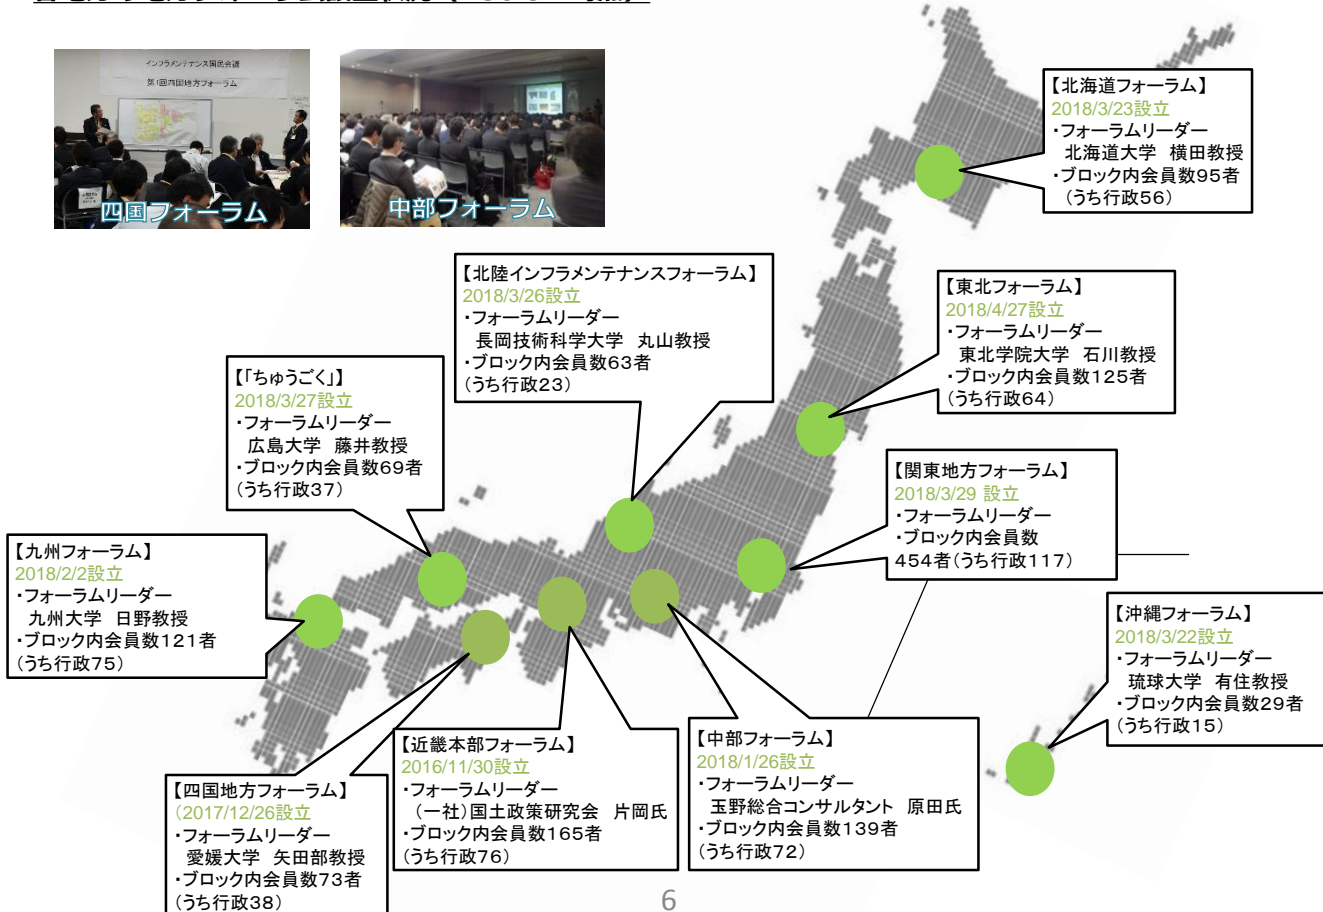 インフラメンテナンス国民会議
第1回四国地方フォーラム
四国フォーラム
中部フォーラム
【北海道フォーラム】
2018/3/23設立
・フォーラムリーダー
北海道大学 横田教授
・ブロック内会員数95者
(うち行政56)
【北陸インフラメンテナンスフォーラム】
2018/3/26設立
・フォーラムリーダー
長岡技術科学大学 丸山教授
・ブロック内会員数63者
(うち行政23)
【東北フォーラム】
2018/4/27設立
・フォーラムリーダー
東北学院大学 石川教授
・ブロック内会員数125者
(うち行政64)
【「ちゅうごく」】
2018/3/27設立
・フォーラムリーダー
広島大学 藤井教授
・ブロック内会員数69者
(うち行政37)
【関東地方フォーラム】
2018/3/29 設立
・フォーラムリーダー
・ブロック内会員数
454者(うち行政117)
【九州フォーラム】
2018/2/2設立
・フォーラムリーダー
九州大学 日野教授
・ブロック内会員数121者
(うち行政75)
【沖縄フォーラム】
2018/3/22設立
・フォーラムリーダー
琉球大学 有住教授
・ブロック内会員数29者
(うち行政15)
【四国地方フォーラム】
(2017/12/26設立
・フォーラムリーダー
愛媛大学 矢田部教授
・ブロック内会員数73者
(うち行政38)
【近畿本部フォーラム】
2016/11/30設立
・フォーラムリーダー
(一社)国土政策研究会 片岡氏
・ブロック内会員数165者
(うち行政76)
【中部フォーラム】
2018/1/26設立
・フォーラムリーダー
玉野総合コンサルタント 原田氏
・ブロック内会員数139者
(うち行政72)
6